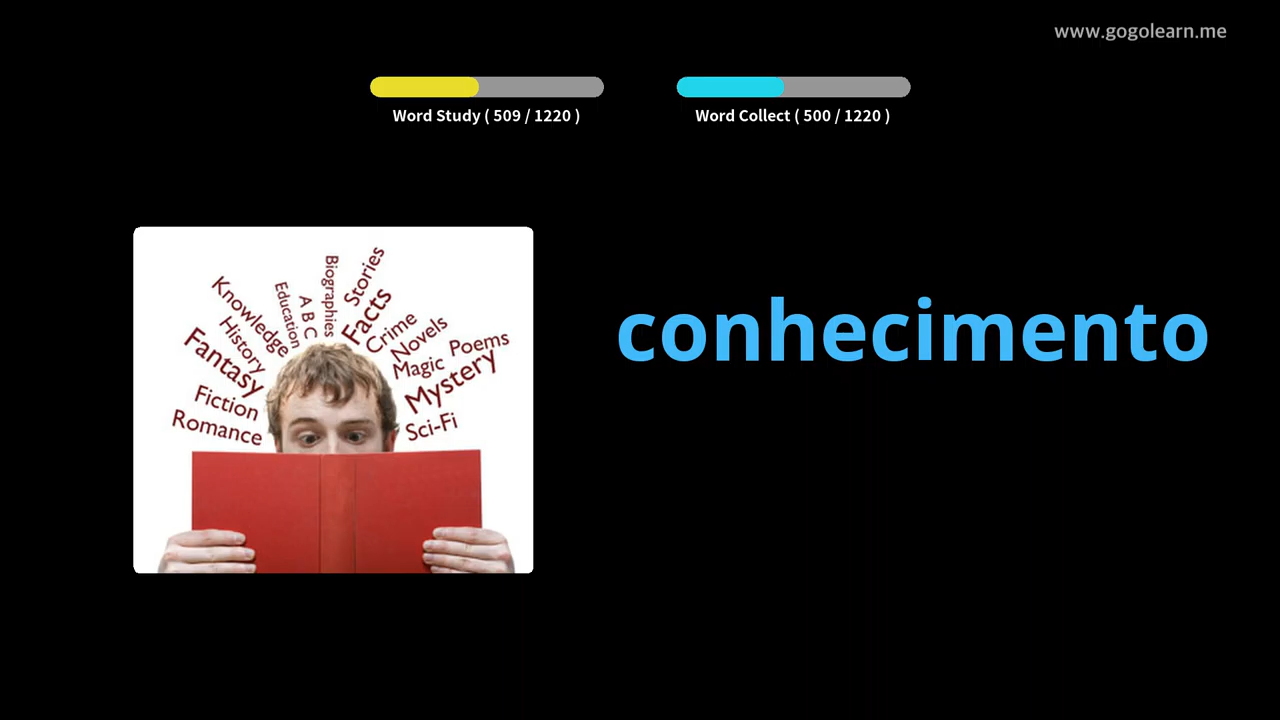 www.gogolearn.me
Word Study ( 509 / 1220 )
Word Collect ( 500 / 1220 )
conhecimento
Romance
Fiction
Fantasy
History
Knowledge
Education
A B C
Biographies
Stories
Facts
Crime
Novels
Magic
Poems
Mystery
Sci-Fi